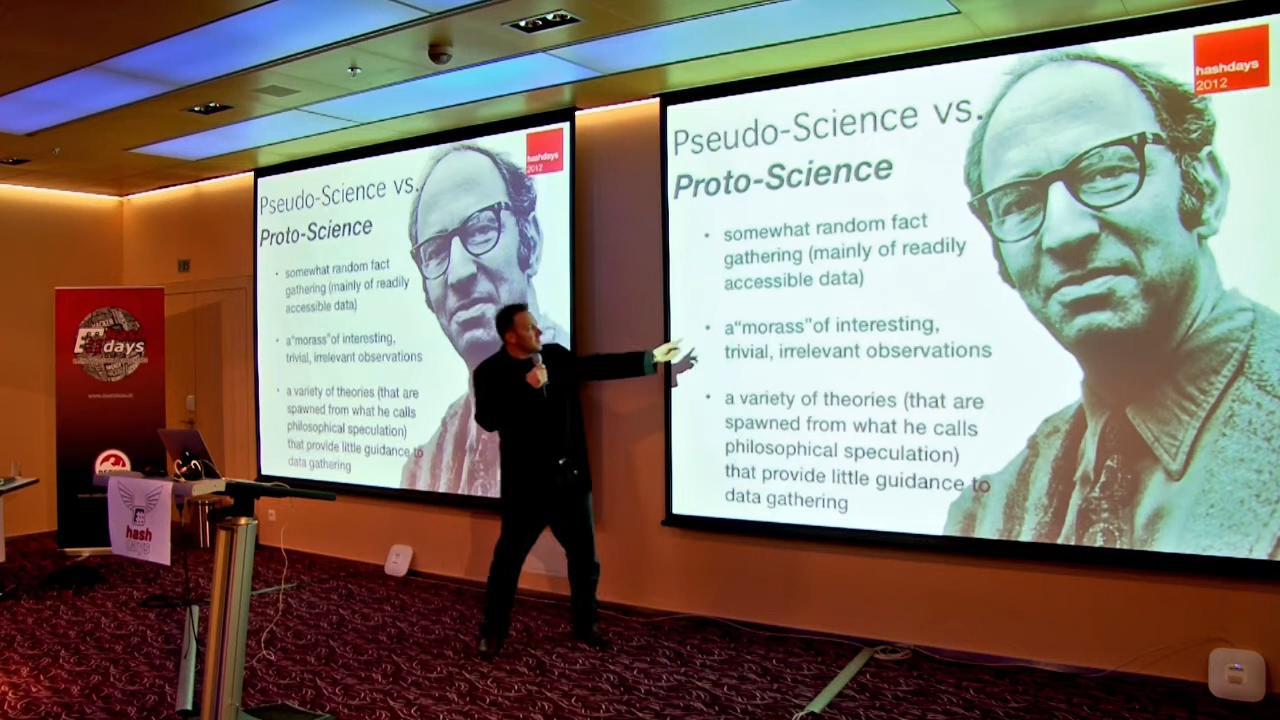 Pseudo-Science vs.
Proto-Science
• somewhat random fact
gathering (mainly of readily
accessible data)
• a“morass”of interesting,
trivial, irrelevant observations
• a variety of theories (that are
spawned from what he calls
philosophical speculation)
that provide little guidance to
data gathering
hashdays
2012
Pseudo-Science vs.
Proto-Science
• somewhat random fact
gathering (mainly of readily
accessible data)
• a“morass”of interesting,
trivial, irrelevant observations
• a variety of theories (that are
spawned from what he calls
philosophical speculation)
that provide little guidance to
data gathering
hashdays
2012
days
hash
days